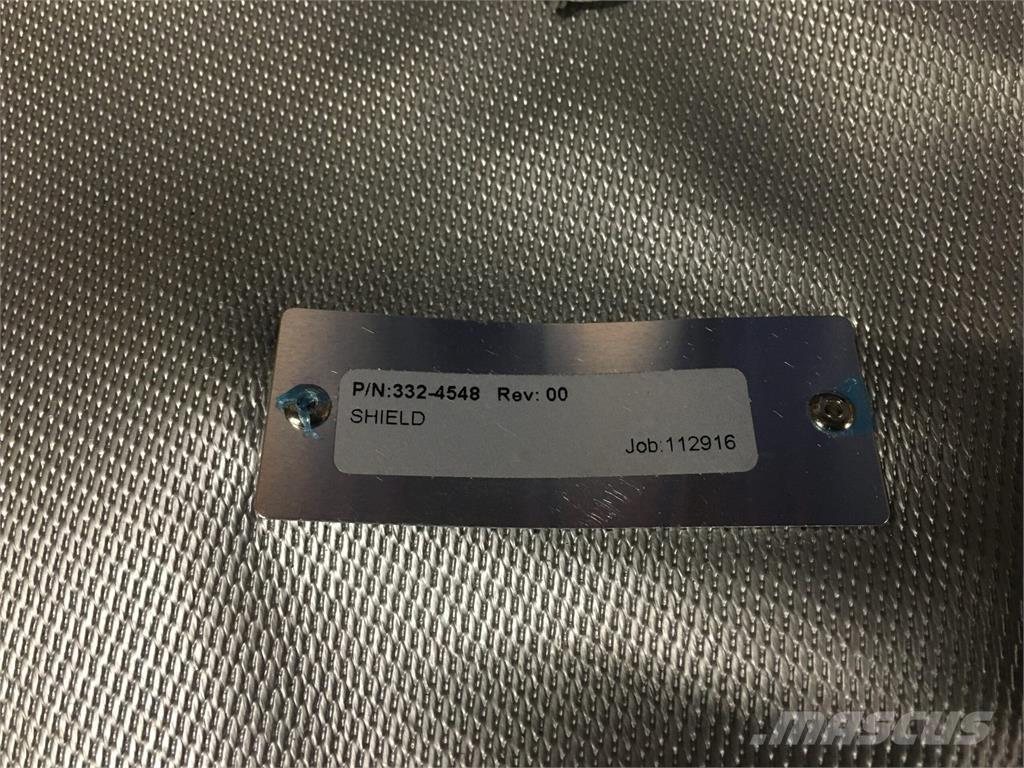 P/N:332-4548 Rev: 00
SHIELD
Job:112916
MASCUS